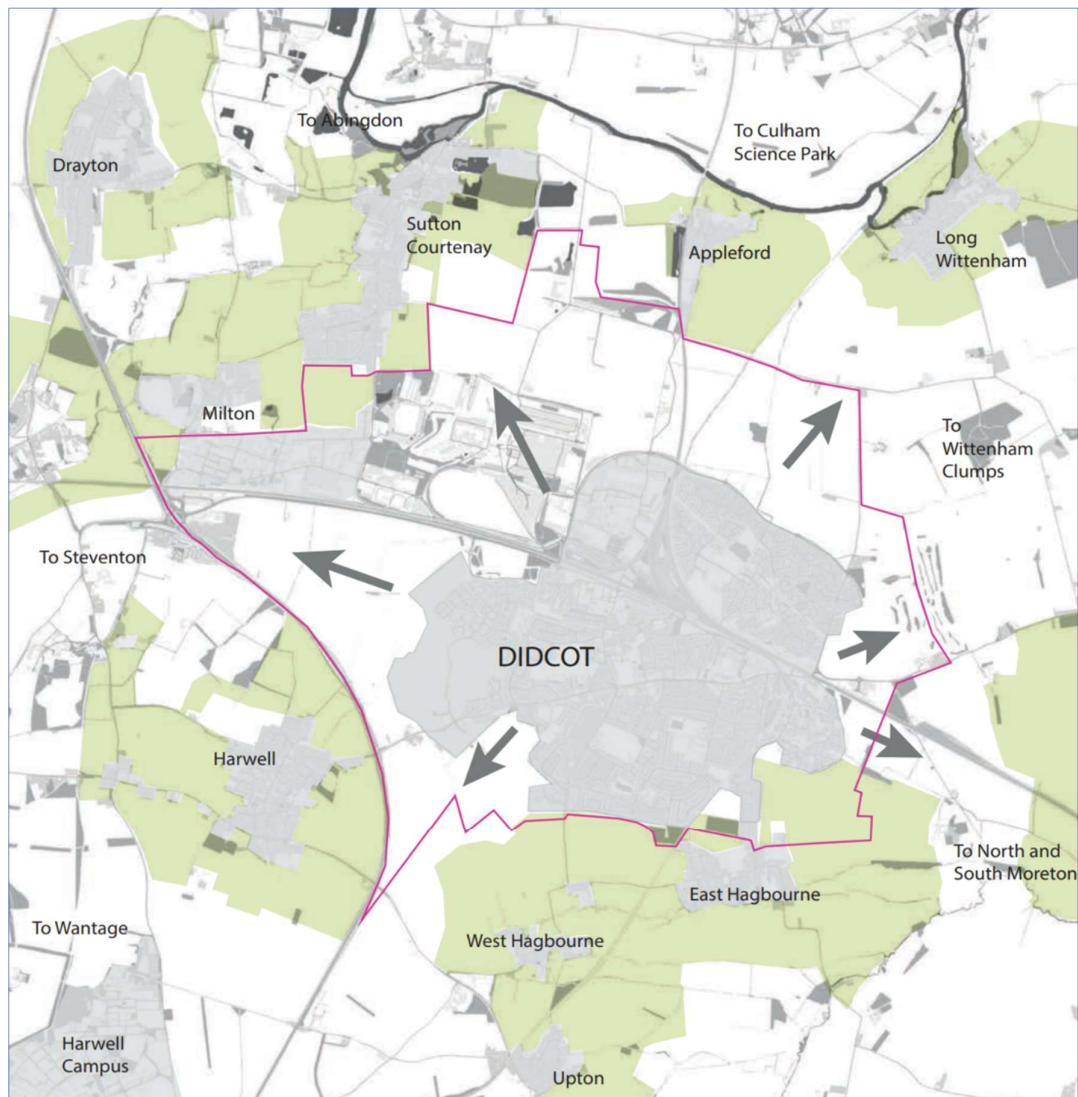 To Abingdon
To Culham
Science Park
Drayton
Sutton
Courtenay
Appleford
Long
Wittenham
Milton
To
Wittenham
Clumps
To Steventon
DIDCOT
Harwell
To North and
South Moreton
East Hagbourne
To Wantage
West Hagbourne
Harwell
Campus
Upton